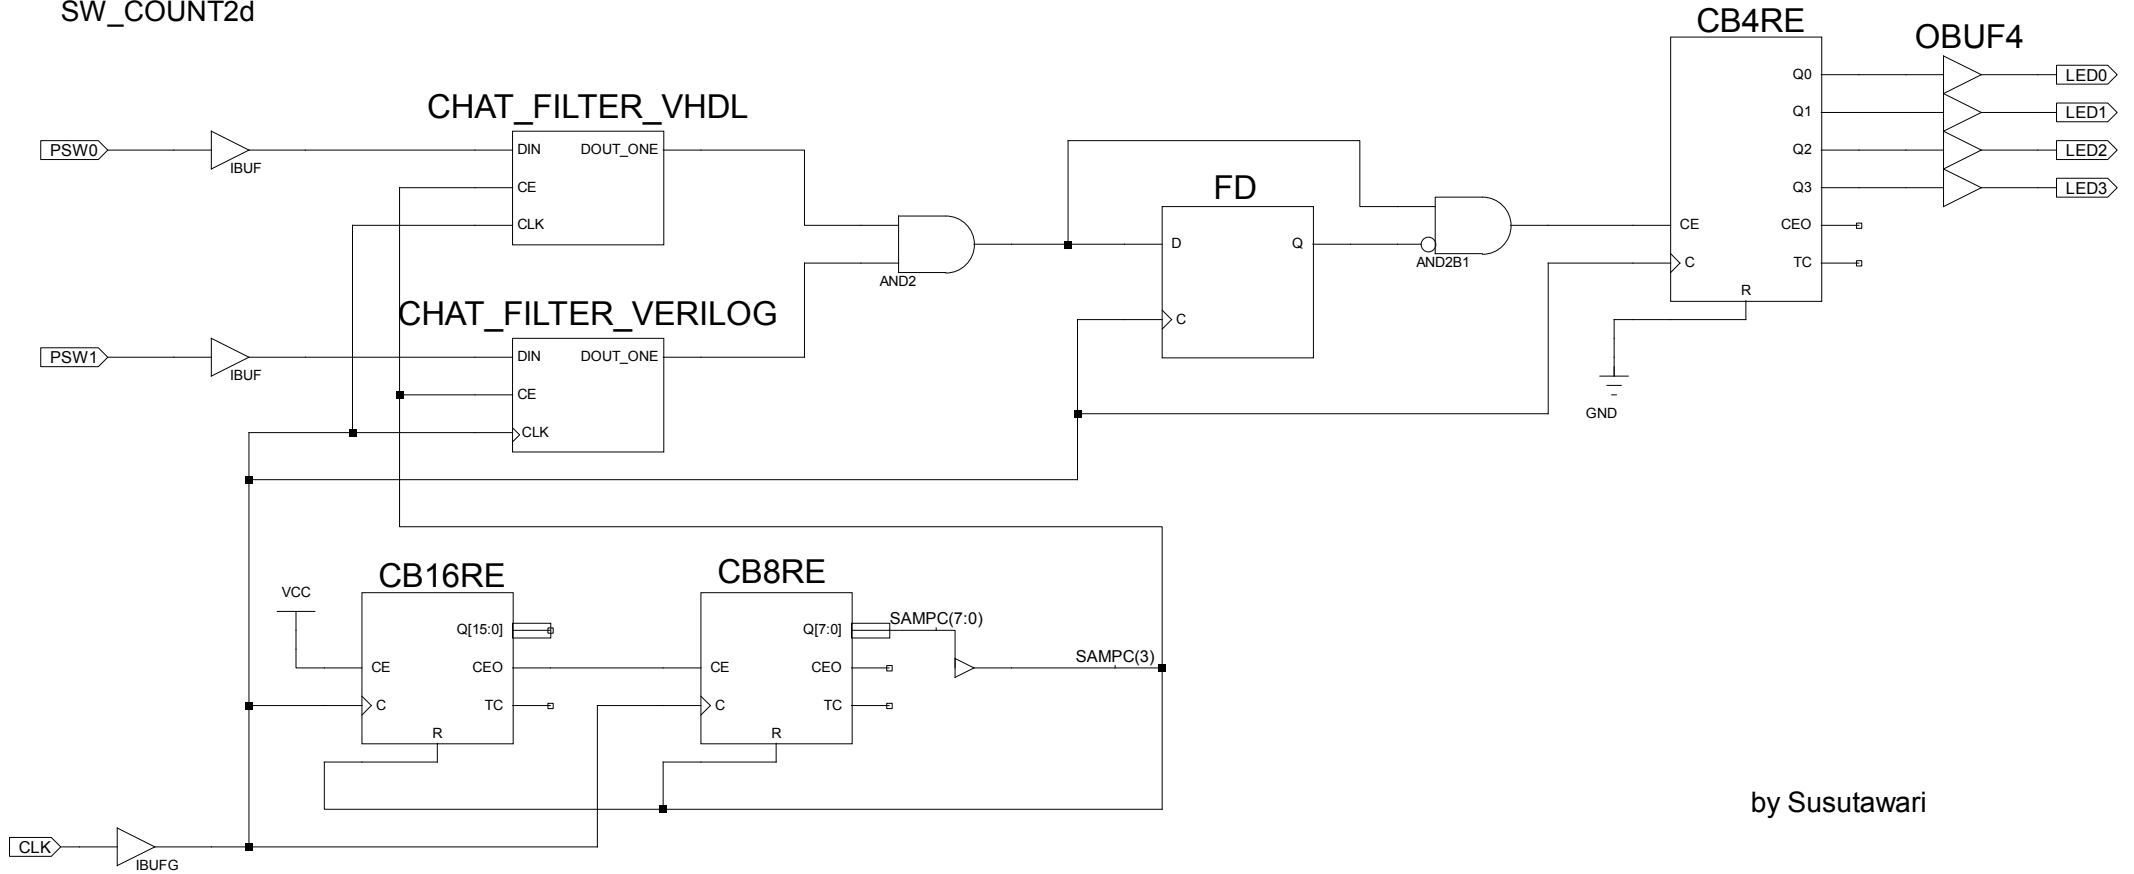 SW_COUNT2d
CB4RE
OBUF4
Q0
LED0
CHAT_FILTER_VHDL
Q1
LED1
PSW0
IBUF
DIN
DOUT_ONE
Q2
LED2
CE
FD
Q3
LED3
CLK
CE
CEO
D
Q
AND2
AND2B1
C
TC
R
CHAT_FILTER_VERILOG
C
PSW1
IBUF
DIN
DOUT_ONE
CE
GND
CLK
CB16RE
CB8RE
VCC
Q[15:0]
Q[7:0]
SAMPC(7:0)
CE
CEO
CE
CEO
SAMPC(3)
C
TC
C
TC
R
R
by Susutawari
CLK
IBUFG